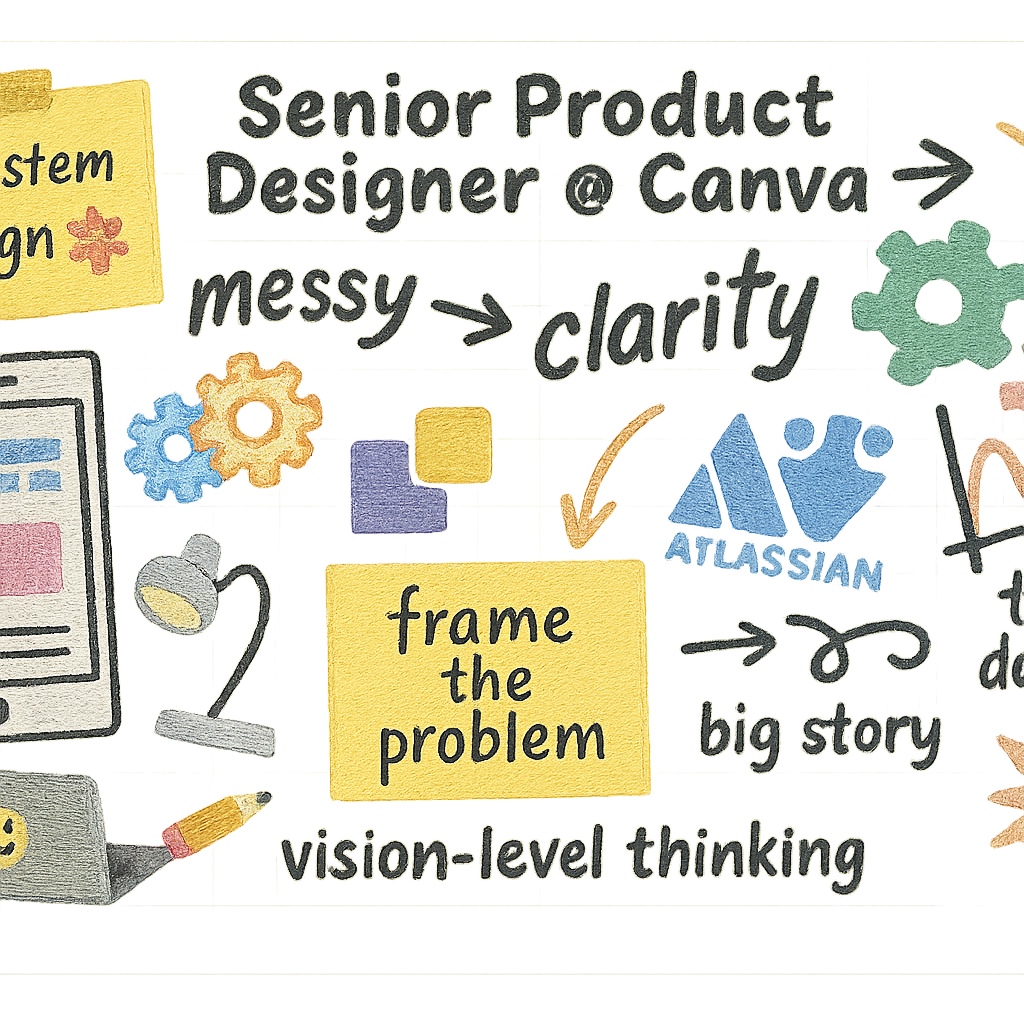 stem
gn
Senior Product
Designer @ Canva
messy → clarity
ATLASSIAN
frame
the
problem
big story
vision-level thinking